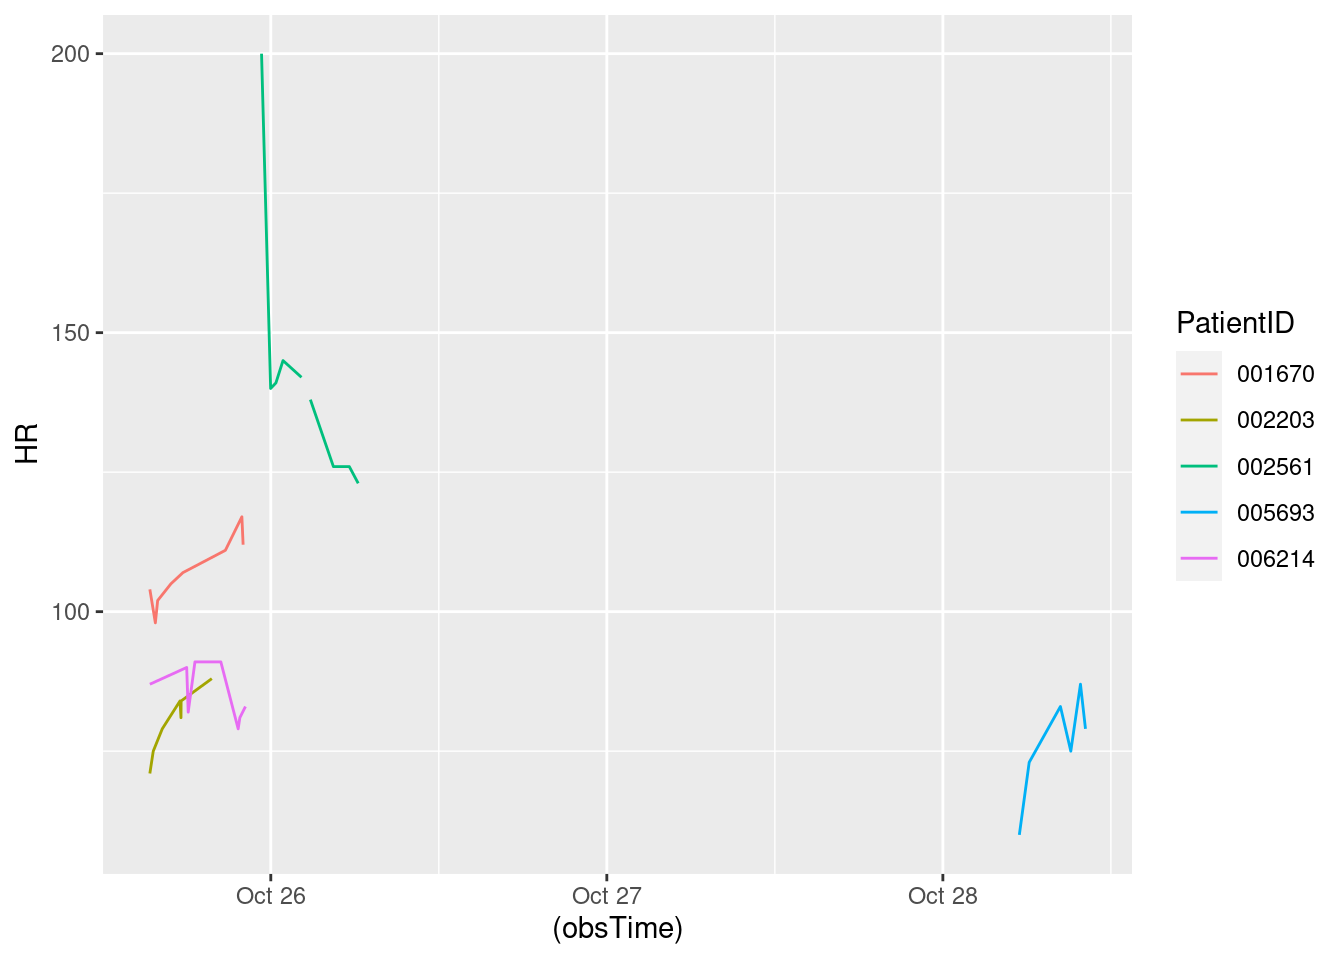 200
150
100
HR
Oct 26
Oct 27
Oct 28
(obsTime)
PatientID
001670
002203
002561
005693
006214